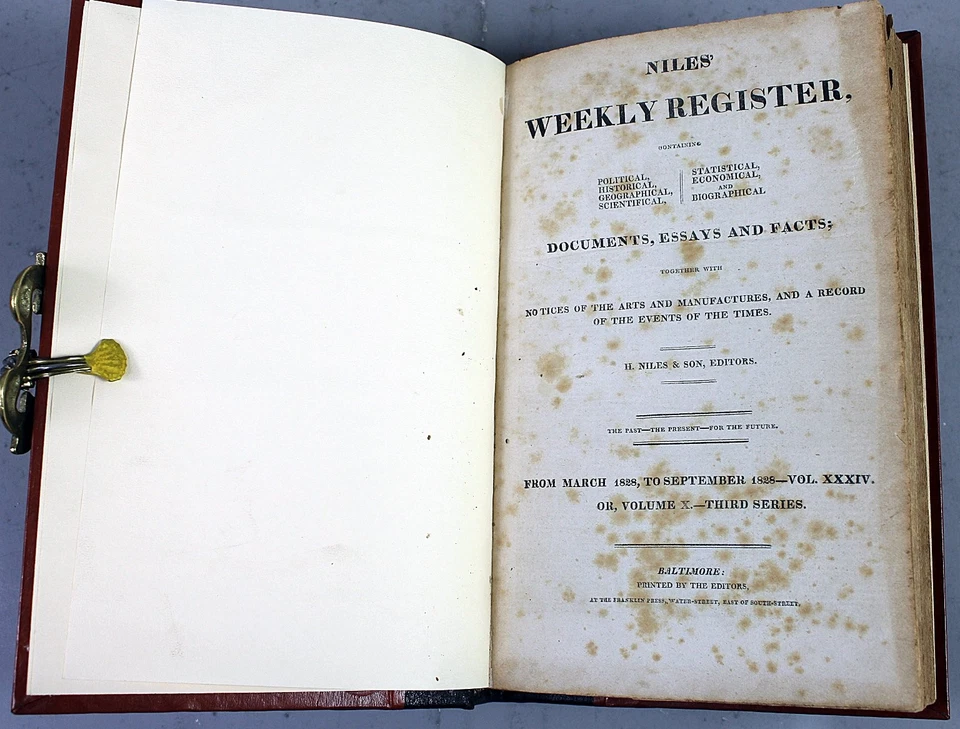 NILES'
WEEKLY REGISTER,
CONTAINING
POLITICAL,
HISTORICAL,
GEOGRAPHICAL,
SCIENTIFICAL,
STATISTICAL,
ECONOMICAL,
AND
BIOGRAPHICAL
DOCUMENTS, ESSAYS AND FACTS;
TOGETHER WITH
NOTICES OF THE ARTS AND MANUFACTURES, AND A RECORD
OF THE EVENTS OF THE TIMES.
H. NILES & SON, EDITORS.
THE PAST—THE PRESENT—FOR THE FUTURE.
FROM MARCH 1828, TO SEPTEMBER 1828—VOL. XXXIV.
OR, VOLUME X.—THIRD SERIES.
BALTIMORE:
PRINTED BY THE EDITORS,
AT THE FRANKLIN PRESS, WATER-STREET, EAST OF SOUTH-STREET,